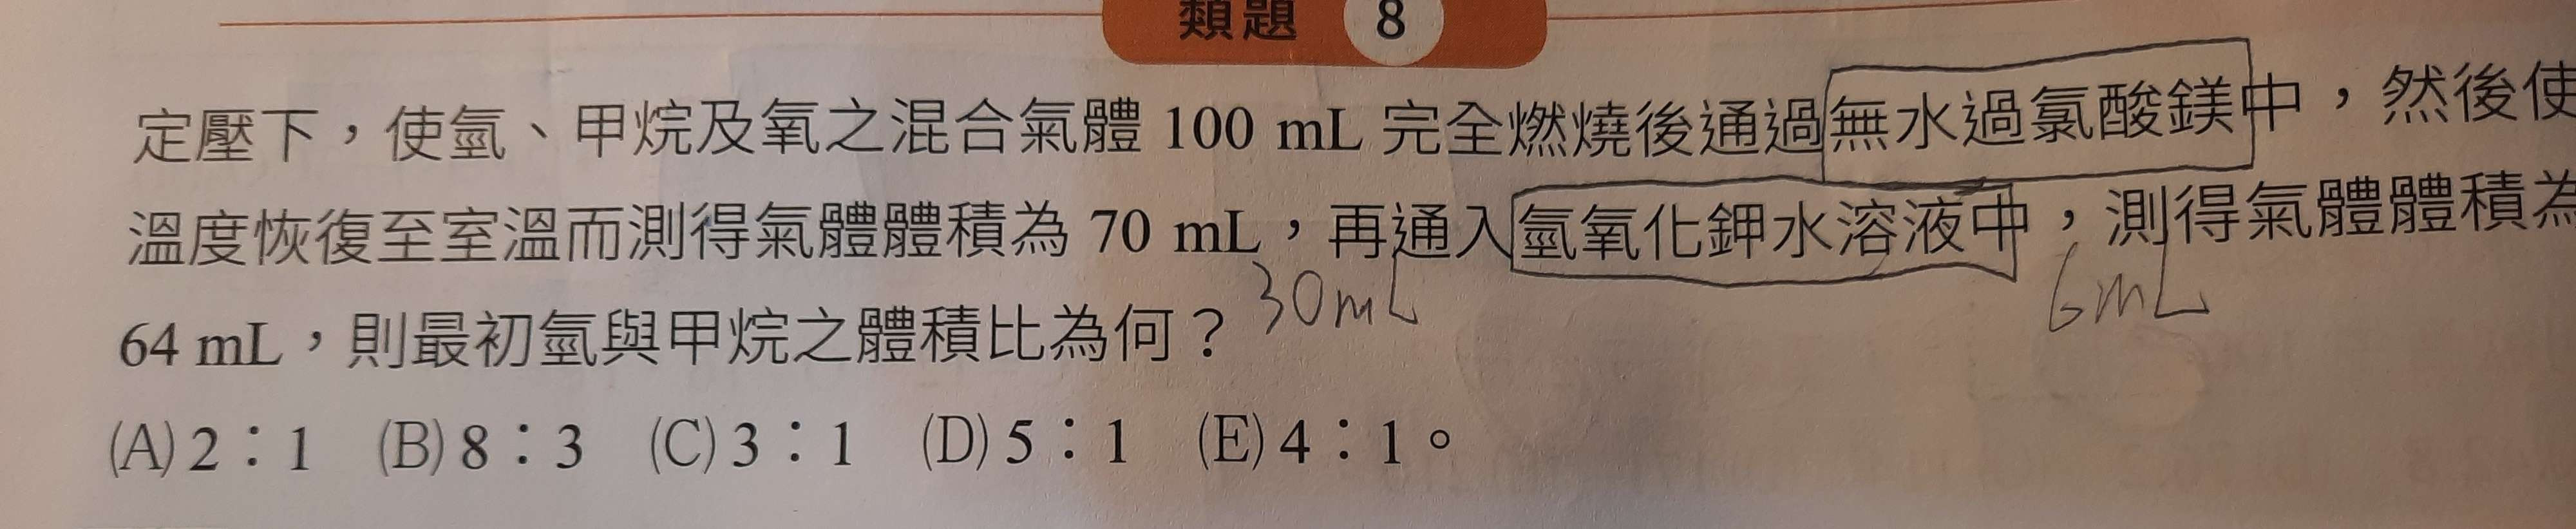 類題 8
定壓下，使氫、甲烷及氧之混合氣體 100 mL 完全燃燒後通過無水過氯酸鎂中，然後使
溫度恢復至室溫而測得氣體體積為 70 mL，再通入氫氧化鉀水溶液中，測得氣體體積為
30mL 6mL
64 mL，則最初氫與甲烷之體積比為何？
(A) 2：1 (B) 8：3 (C) 3：1 (D) 5：1 (E) 4：1。